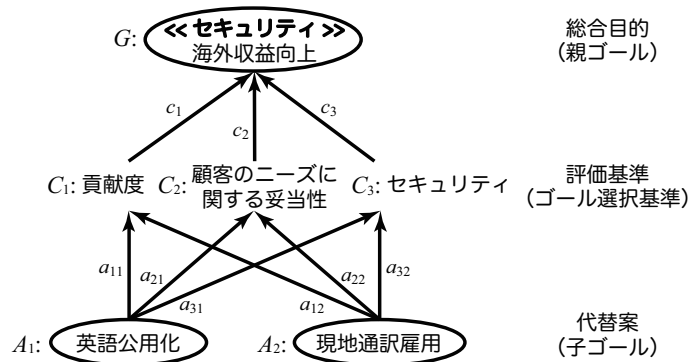 ≪ セキュリティ ≫
G: 海外収益向上
総合目的
(親ゴール)
c1
c2
c3
C1: 貢献度
C2: 顧客のニーズに
関する妥当性
C3: セキュリティ
評価基準
(ゴール選択基準)
a11
a21
a31
a12
a22
a32
A1: 英語公用化
A2: 現地通訳雇用
代替案
(子ゴール)